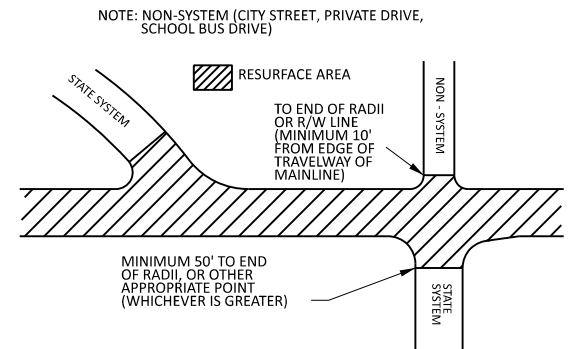 NOTE: NON-SYSTEM (CITY STREET, PRIVATE DRIVE,
SCHOOL BUS DRIVE)
RESURFACE AREA
STATE SYSTEM
TO END OF RADII
OR R/W LINE
(MINIMUM 10'
FROM EDGE OF
TRAVELWAY OF
MAINLINE)
NON - SYSTEM
MINIMUM 50' TO END
OF RADII, OR OTHER
APPROPRIATE POINT
(WHICHEVER IS GREATER)
STATE
SYSTEM